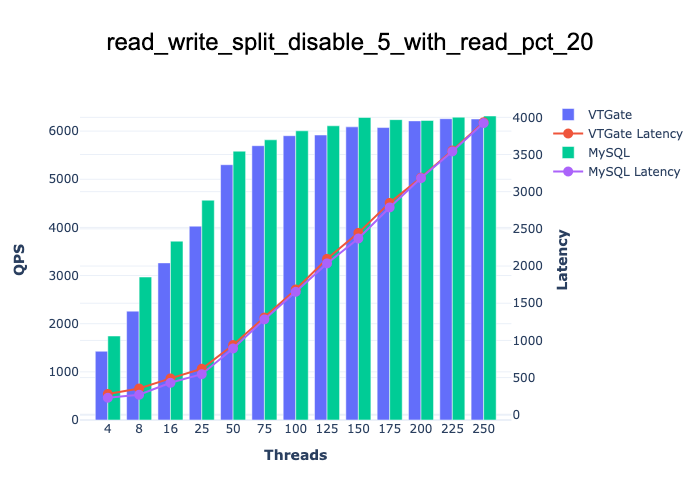 read_write_split_disable_5_with_read_pct_20
VTGate
VTGate Latency
MySQL
MySQL Latency
QPS
6000
5000
4000
3000
2000
1000
0
4000
3500
3000
2500
2000
1500
1000
500
0
Latency
4 8 16 25 50 75 100 125 150 175 200 225 250
Threads